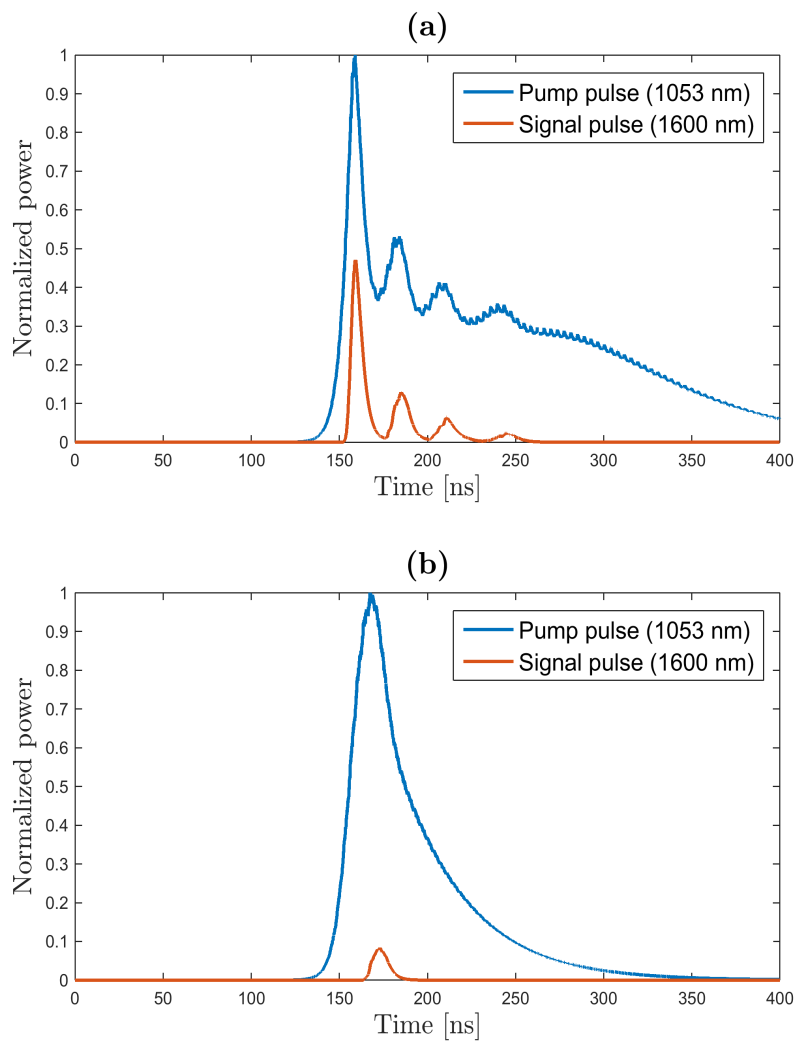 (a)
1
0.9
0.8
0.7
0.6
0.5
0.4
0.3
0.2
0.1
0
Normalized power
Pump pulse (1053 nm)
Signal pulse (1600 nm)
0 50 100 150 200 250 300 350 400
Time [ns]
(b)
1
0.9
0.8
0.7
0.6
0.5
0.4
0.3
0.2
0.1
0
Normalized power
Pump pulse (1053 nm)
Signal pulse (1600 nm)
0 50 100 150 200 250 300 350 400
Time [ns]